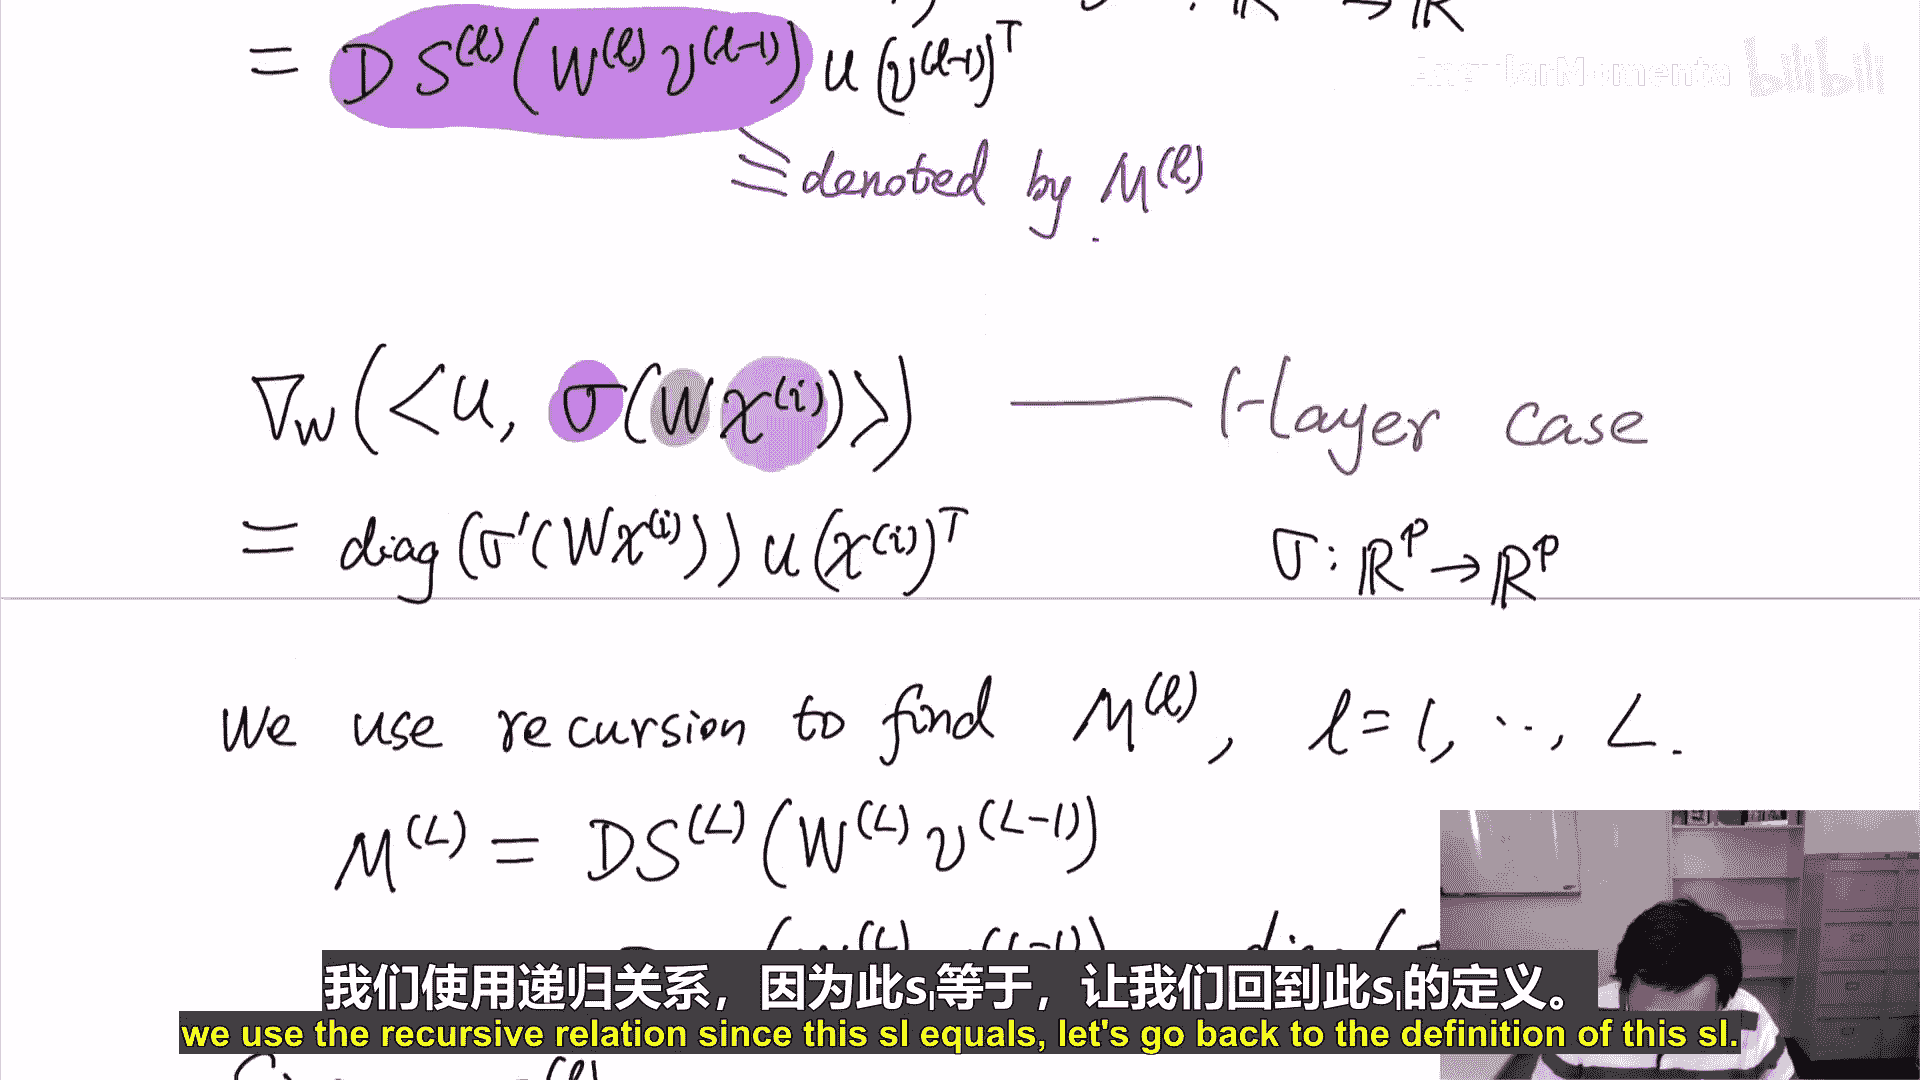 = DS^{(l)}(W^{(l)} v^{(l-1)}) u (v^{(l-1)})^T
AngularMomenta bilibili
≡ denoted by M^{(l)}.
∇_W (<u, σ(W x^{(i)})>) —— 1-layer case
= diag(σ'(W x^{(i)})) u (x^{(i)})^T σ: ℝ^p → ℝ^p
We use recursion to find M^{(l)}, l = 1, ..., L.
M^{(L)} = DS^{(L)}(W^{(L)} v^{(L-1)})
我们使用递归关系，因为此sₗ等于，让我们回到此sₗ的定义。
we use the recursive relation since this sl equals, let's go back to the definition of this sl.